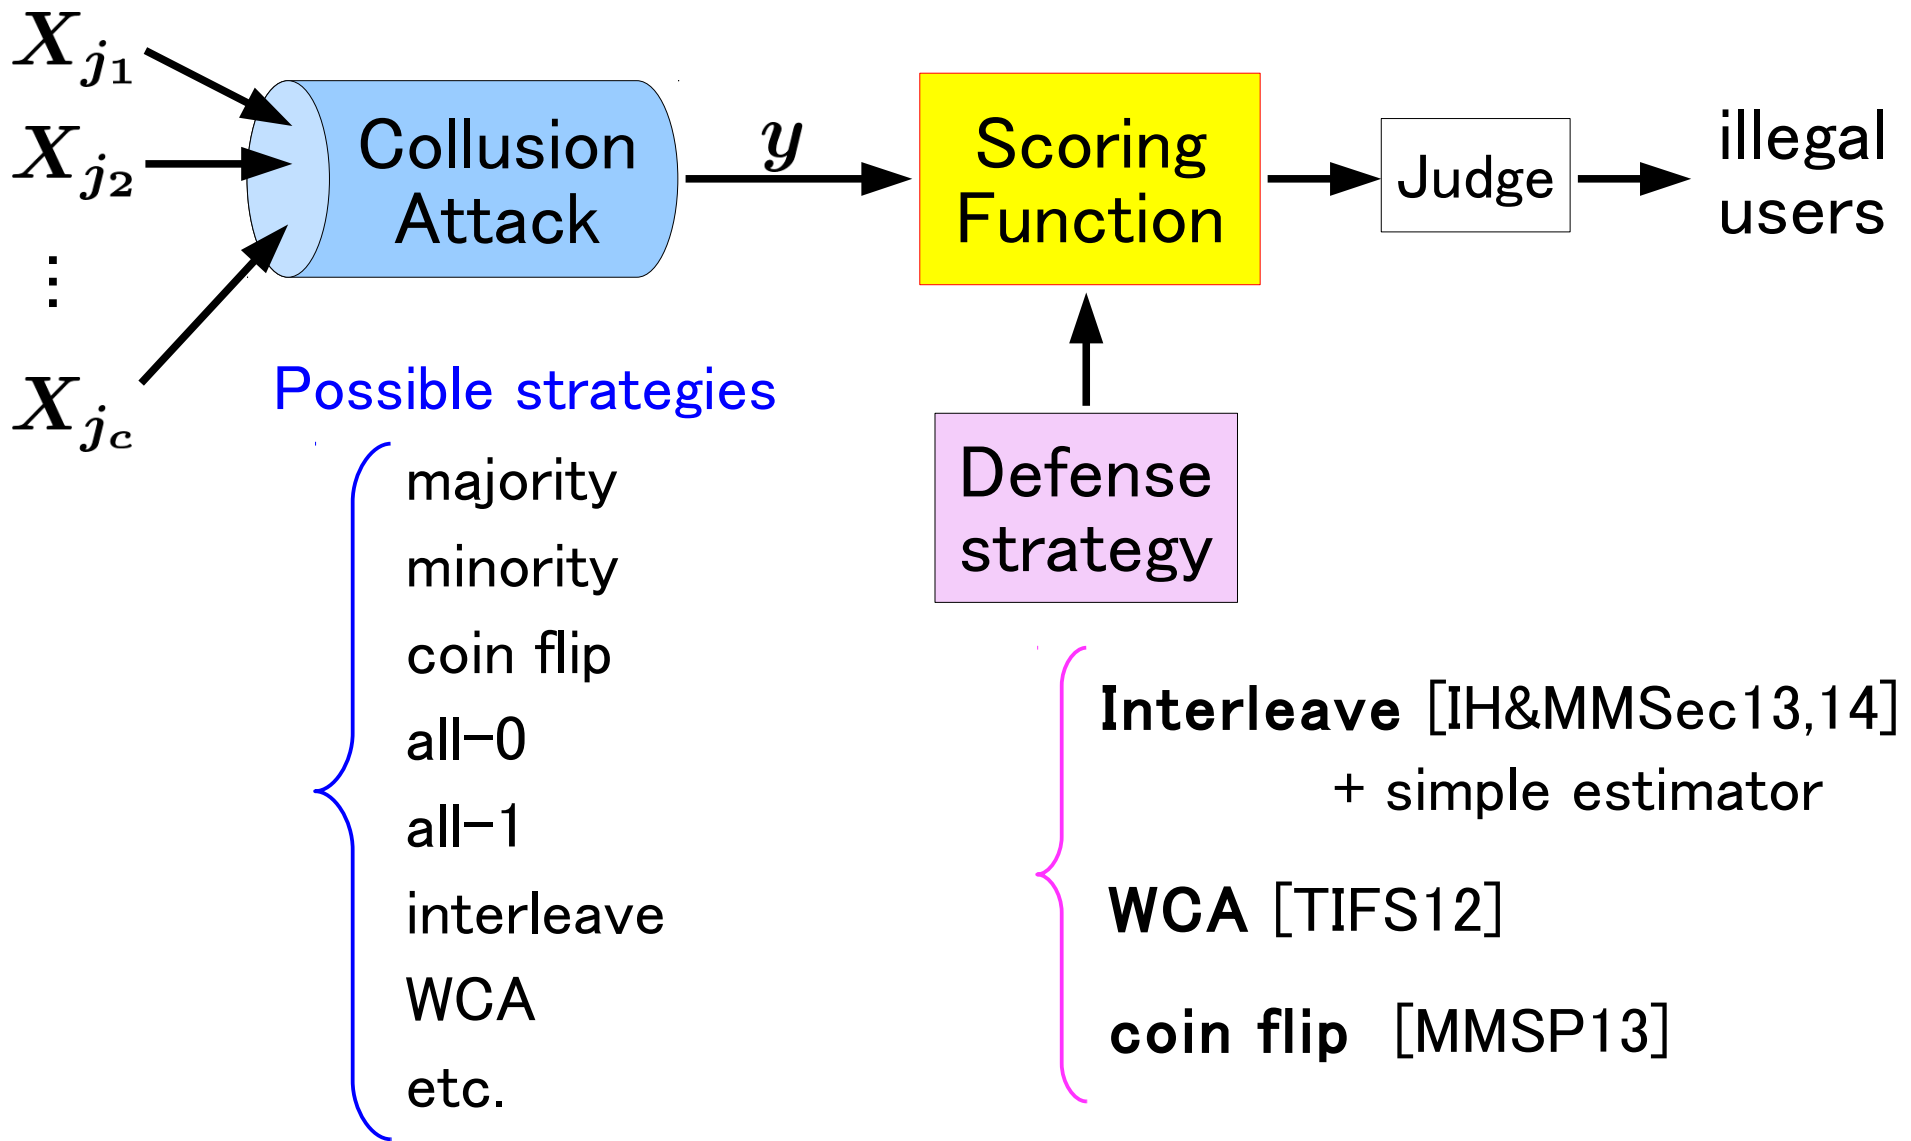 X_{j_1}
X_{j_2}
⋮
X_{j_c}
Collusion
Attack
y
Scoring
Function
Judge
illegal
users
Possible strategies
majority
minority
coin flip
all-0
all-1
interleave
WCA
etc.
Defense
strategy
Interleave [IH&MMSec13,14]
+ simple estimator
WCA [TIFS12]
coin flip [MMSP13]